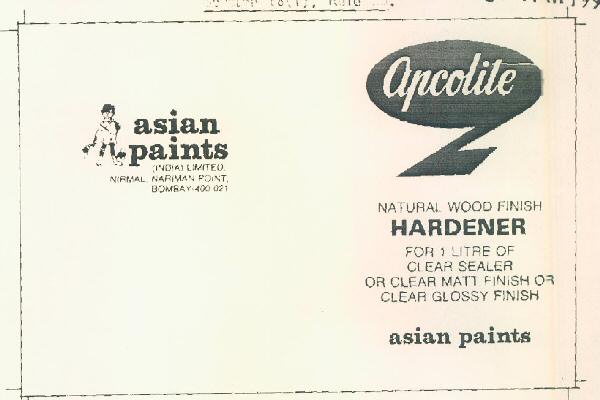 asian
paints
(INDIA) LIMITED,
NIRMAL, NARIMAN POINT,
BOMBAY-400 021
Apcolite
NATURAL WOOD FINISH
HARDENER
FOR 1 LITRE OF
CLEAR SEALER
OR CLEAR MATT FINISH OR
CLEAR GLOSSY FINISH
asian paints